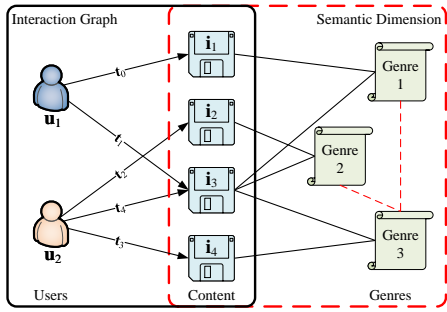 Interaction Graph
Semantic Dimension
i1
t0
Genre
1
u1
i2
t1
Genre
2
t2
i3
t4
u2
t3
i4
Genre
3
Users
Content
Genres